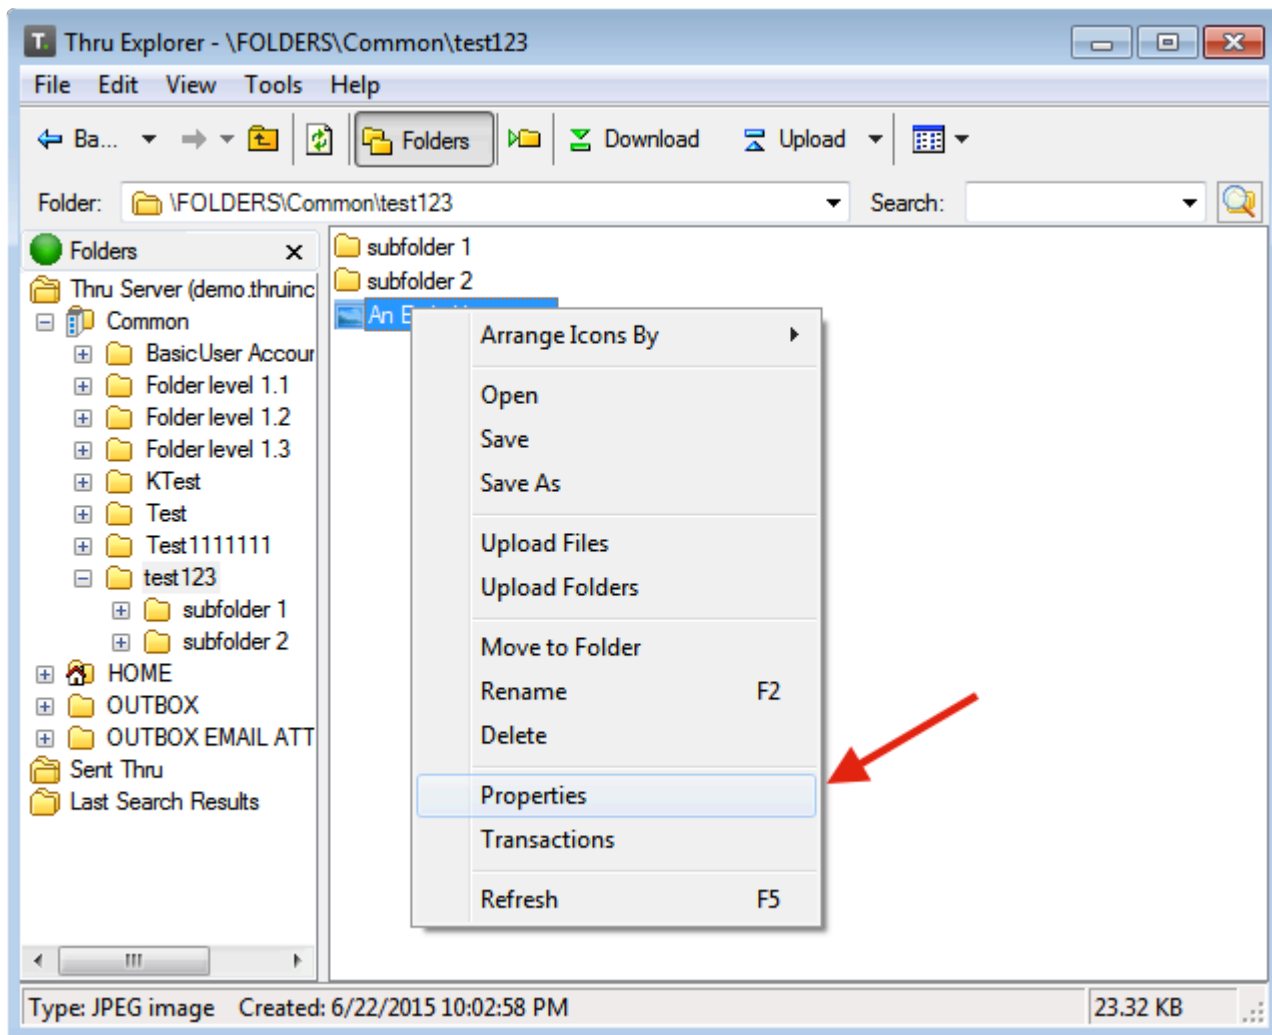 T. Thru Explorer - \FOLDERS\Common\test123
File Edit View Tools Help
Ba... Folders Download Upload
Folder: \FOLDERS\Common\test123 Search:
Folders
Thru Server (demo.thruinc
Common
BasicUser Accour
Folder level 1.1
Folder level 1.2
Folder level 1.3
KTest
Test
Test1111111
test123
subfolder 1
subfolder 2
HOME
OUTBOX
OUTBOX EMAIL ATT
Sent Thru
Last Search Results
subfolder 1
subfolder 2
An
Arrange Icons By
Open
Save
Save As
Upload Files
Upload Folders
Move to Folder
Rename F2
Delete
Properties
Transactions
Refresh F5
Type: JPEG image Created: 6/22/2015 10:02:58 PM 23.32 KB